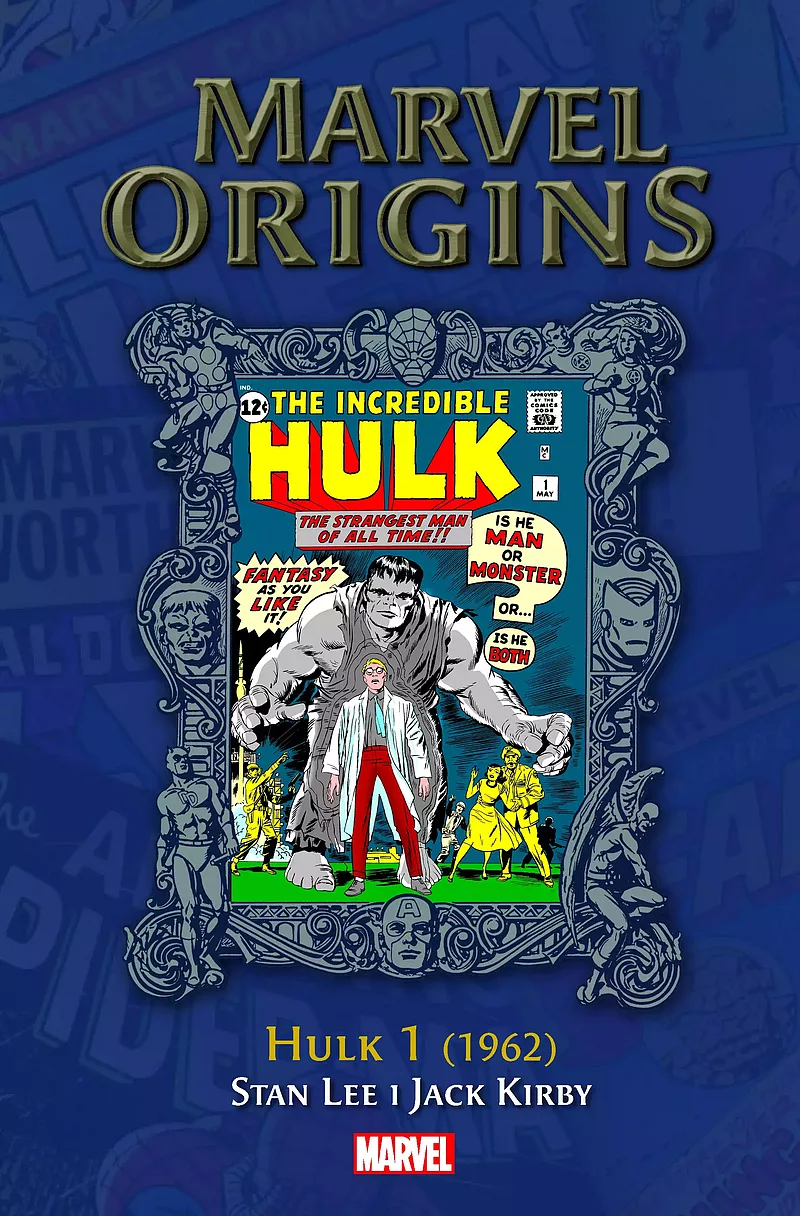 MARVEL
ORIGINS
IND.
12¢
THE INCREDIBLE
HULK
APPROVED
BY THE
COMICS
CODE
CA
AUTHORITY
M
C
1
MAY
THE STRANGEST MAN
OF ALL TIME!!
IS HE
MAN
OR
MONSTER
OR...
IS HE
BOTH
FANTASY
AS YOU
LIKE
IT!
A
HULK 1 (1962)
STAN LEE I JACK KIRBY
MARVEL